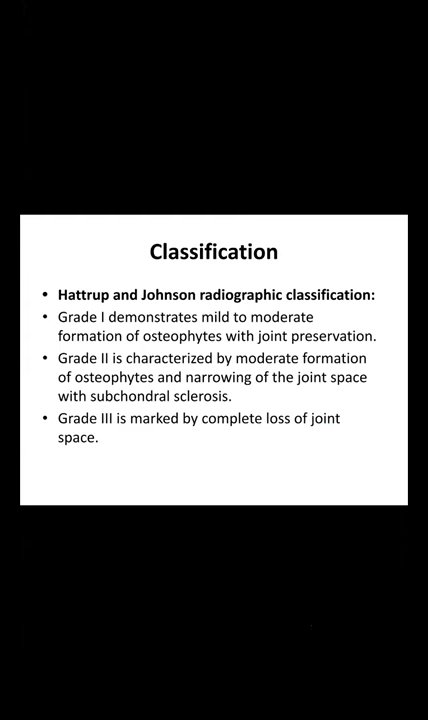 Classification
• Hattrup and Johnson radiographic classification:
• Grade I demonstrates mild to moderate
formation of osteophytes with joint preservation.
• Grade II is characterized by moderate formation
of osteophytes and narrowing of the joint space
with subchondral sclerosis.
• Grade III is marked by complete loss of joint
space.